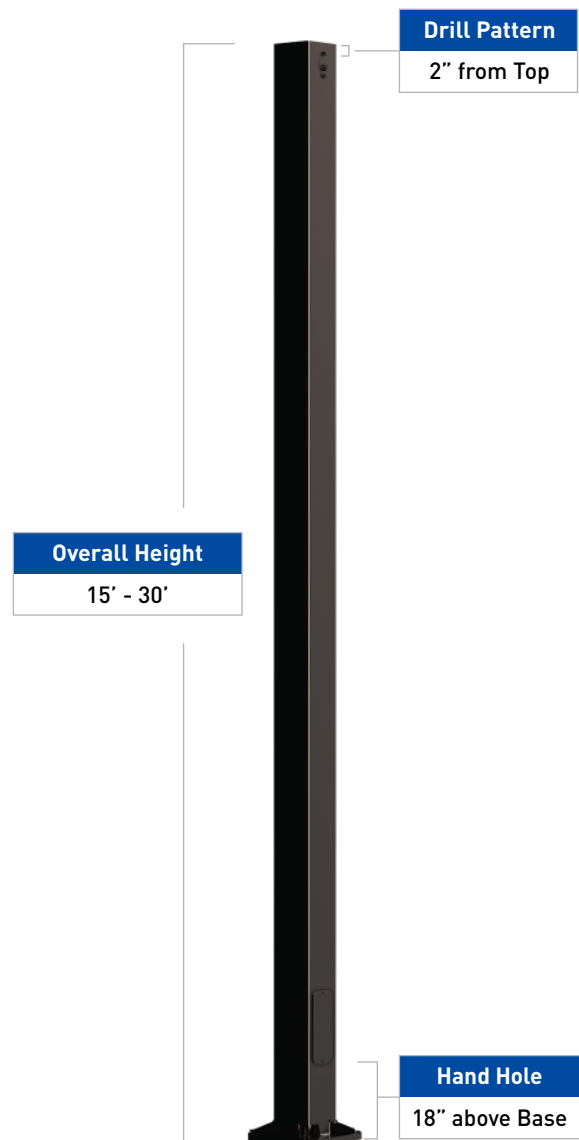 Drill Pattern
2” from Top
Overall Height
15’ - 30’
Hand Hole
18” above Base